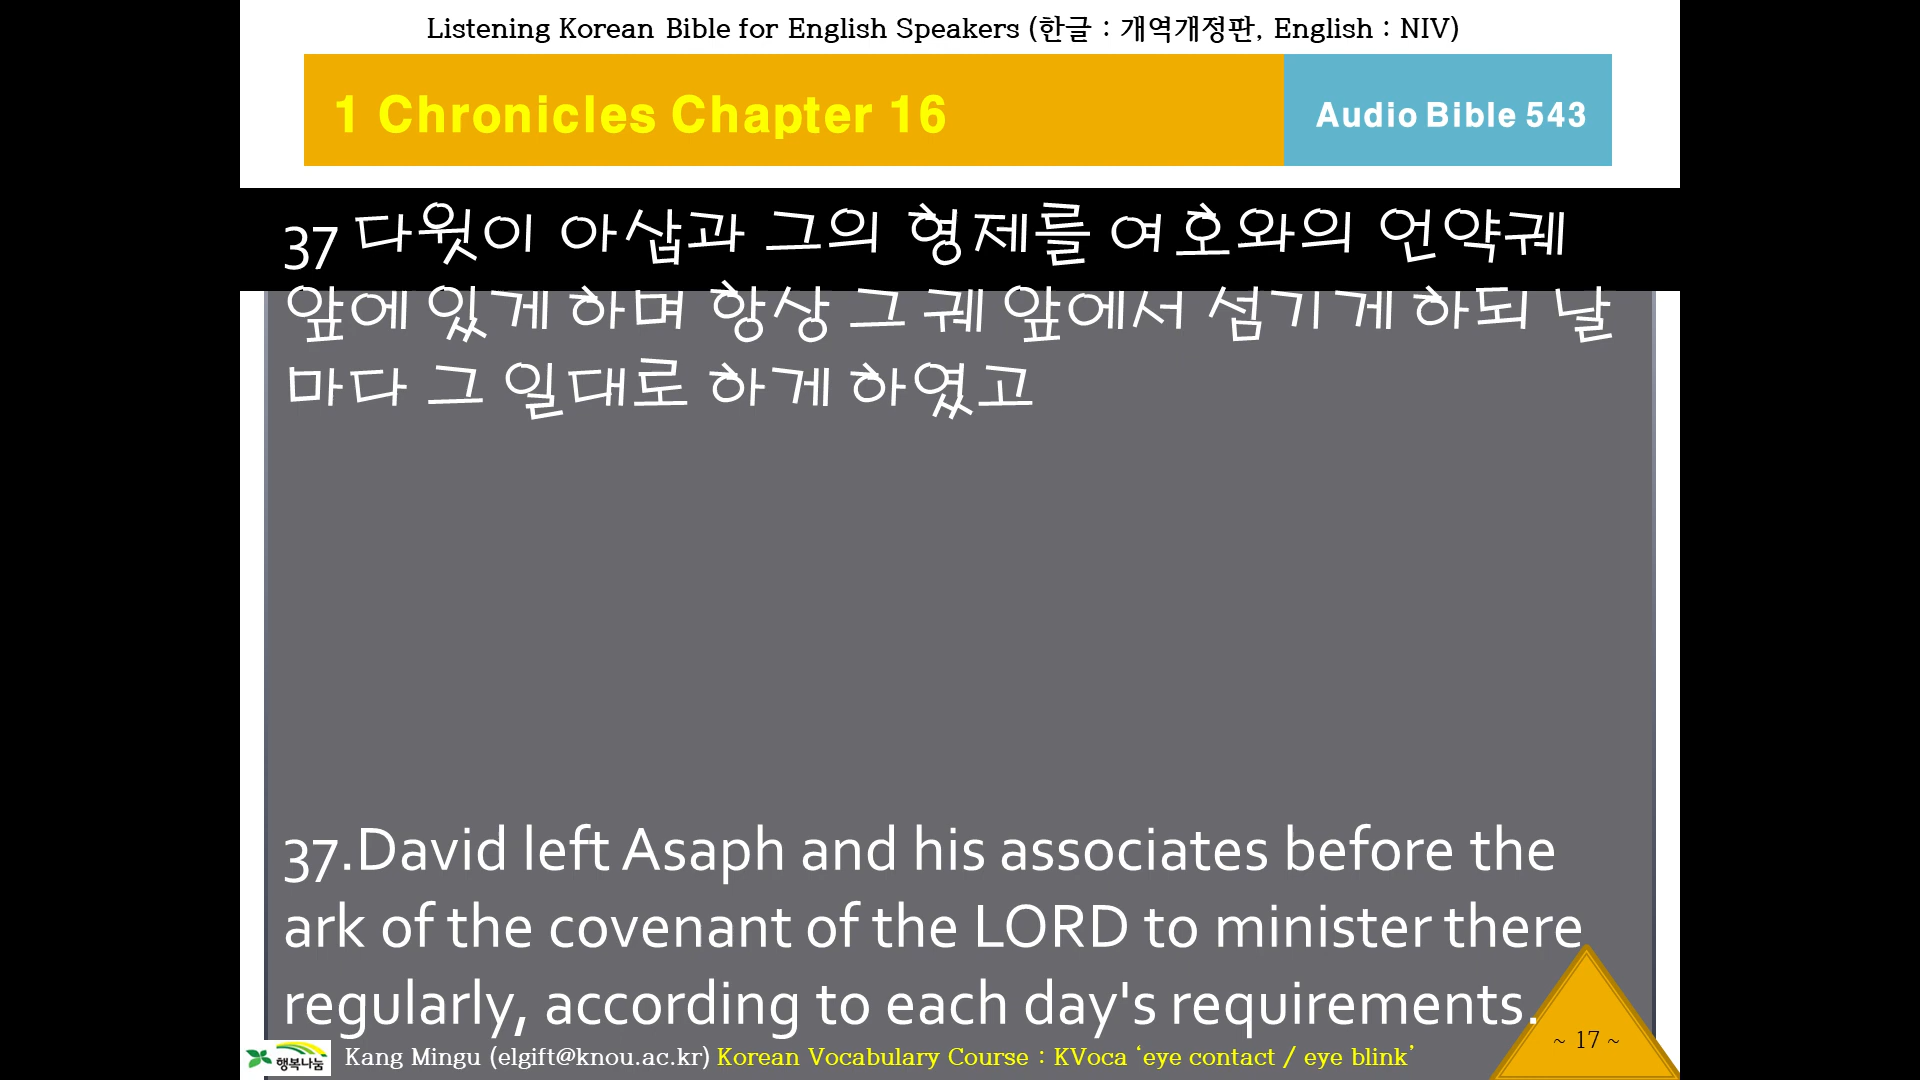 Listening Korean Bible for English Speakers (한글 : 개역개정판, English : NIV)
1 Chronicles Chapter 16
Audio Bible 543
37 다윗이 아삽과 그의 형제를 여호와의 언약궤
앞에 있게 하며 항상 그 궤 앞에서 섬기게 하되 날
마다 그 일대로 하게 하였고
37.David left Asaph and his associates before the
ark of the covenant of the LORD to minister there
regularly, according to each day's requirements.
~ 17 ~
행복나눔
Kang Mingu (elgift@knou.ac.kr) Korean Vocabulary Course : KVoca ‘eye contact / eye blink’